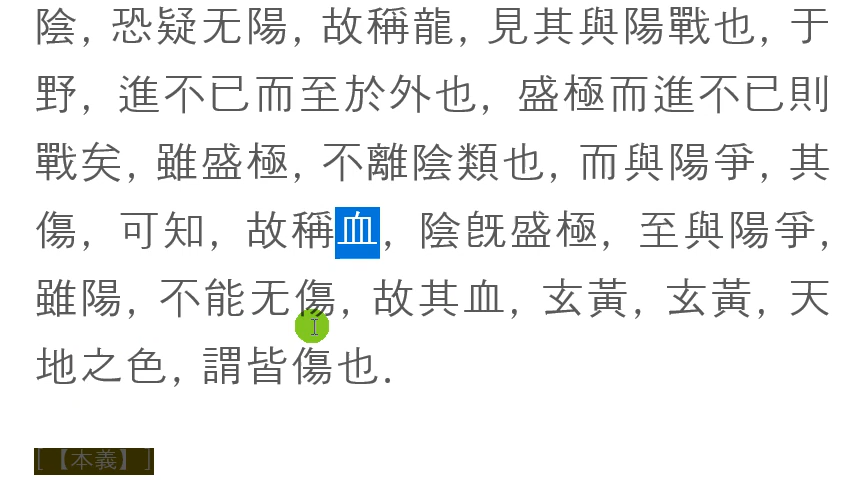 陰, 恐疑无陽, 故稱龍, 見其與陽戰也, 于
野, 進不已而至於外也, 盛極而進不已則
戰矣, 雖盛極, 不離陰類也, 而與陽爭, 其
傷, 可知, 故稱血, 陰旣盛極, 至與陽爭,
雖陽, 不能无傷, 故其血, 玄黃, 玄黃, 天
地之色, 謂皆傷也.
[【本義】]